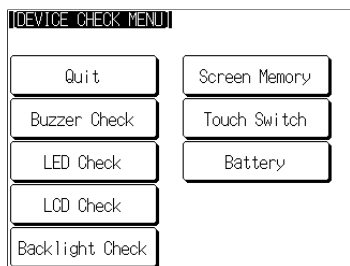 [DEVICE CHECK MENU]
Quit
Buzzer Check
LED Check
LCD Check
Backlight Check
Screen Memory
Touch Switch
Battery